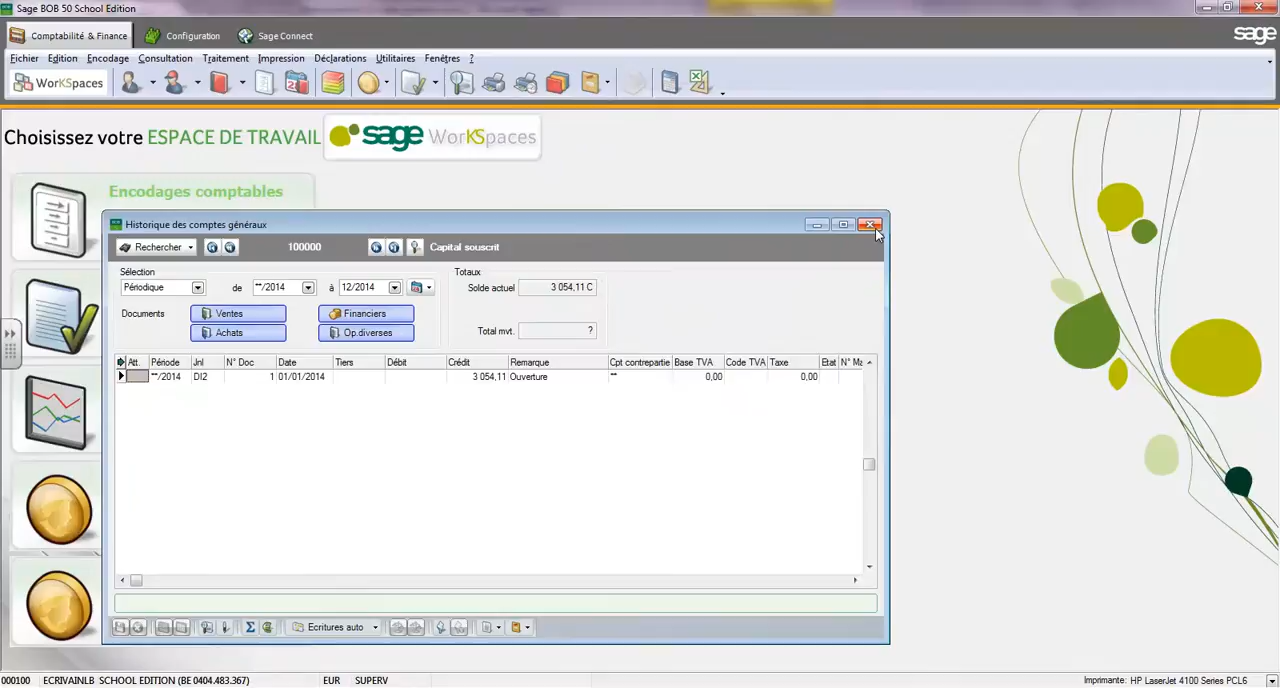 Sage BOB 50 School Edition
Comptabilité & Finance Configuration Sage Connect sage
Fichier Edition Encodage Consultation Traitement Impression Déclarations Utilitaires Fenêtres ?
WorKSpaces
Choisissez votre ESPACE DE TRAVAIL sage WorKSpaces
Encodages comptables
Historique des comptes généraux
Rechercher 100000 Capital souscrit
Sélection Totaux
Périodique de **/2014 à 12/2014 Solde actuel 3 054,11 C
Documents Ventes Financiers
Achats Op.diverses Total mvt. ?
Att. Période Jnl N° Doc Date Tiers Débit Crédit Remarque Cpt contrepartie Base TVA Code TVA Taxe Etat N° Ma
**/2014 DI2 1 01/01/2014 3 054,11 Ouverture ** 0,00 0,00
Ecritures auto
000100 ECRIVAINLB SCHOOL EDITION (BE 0404.483.367) EUR SUPERV Imprimante: HP LaserJet 4100 Series PCL6